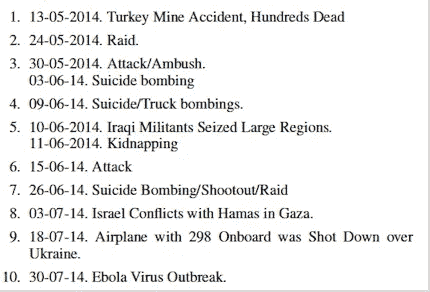 1. 13-05-2014. Turkey Mine Accident, Hundreds Dead
2. 24-05-2014. Raid.
3. 30-05-2014. Attack/Ambush.
03-06-14. Suicide bombing
4. 09-06-14. Suicide/Truck bombings.
5. 10-06-2014. Iraqi Militants Seized Large Regions.
11-06-2014. Kidnapping
6. 15-06-14. Attack
7. 26-06-14. Suicide Bombing/Shootout/Raid
8. 03-07-14. Israel Conflicts with Hamas in Gaza.
9. 18-07-14. Airplane with 298 Onboard was Shot Down over
Ukraine.
10. 30-07-14. Ebola Virus Outbreak.